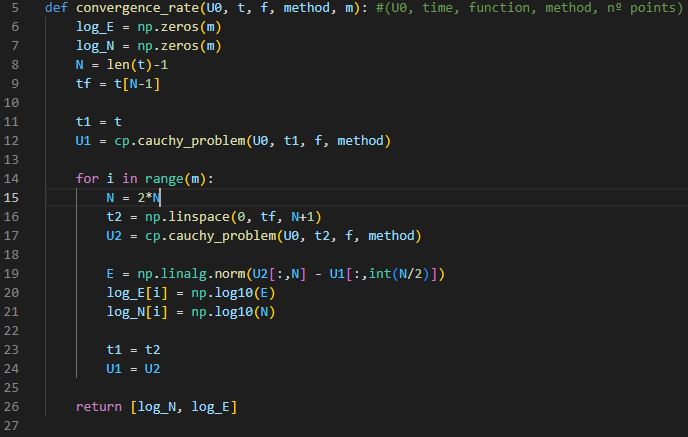 5 def convergence_rate(U0, t, f, method, m): #(U0, time, function, method, nº points)
6 log_E = np.zeros(m)
7 log_N = np.zeros(m)
8 N = len(t)-1
9 tf = t[N-1]
10
11 t1 = t
12 U1 = cp.cauchy_problem(U0, t1, f, method)
13
14 for i in range(m):
15 N = 2*N
16 t2 = np.linspace(0, tf, N+1)
17 U2 = cp.cauchy_problem(U0, t2, f, method)
18
19 E = np.linalg.norm(U2[:,N] - U1[:,int(N/2)])
20 log_E[i] = np.log10(E)
21 log_N[i] = np.log10(N)
22
23 t1 = t2
24 U1 = U2
25
26 return [log_N, log_E]
27